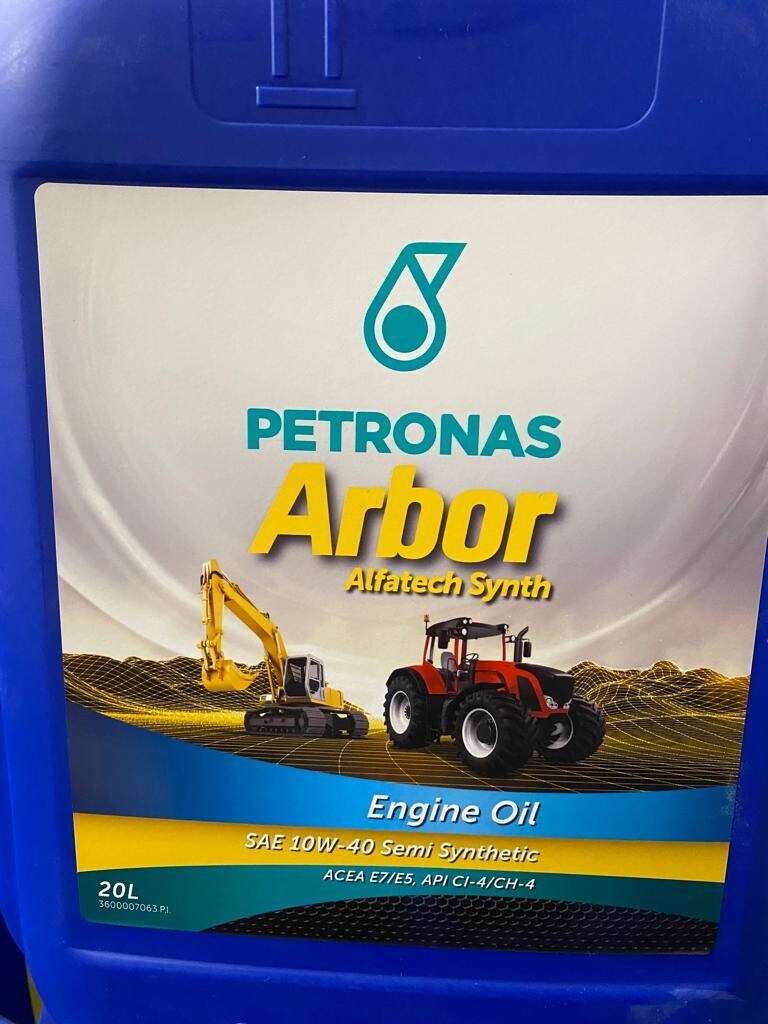 PETRONAS
Arbor
Alfatech Synth
Engine Oil
SAE 10W-40 Semi Synthetic
ACEA E7/E5, API CI-4/CH-4
20L
3600007063 P.I.